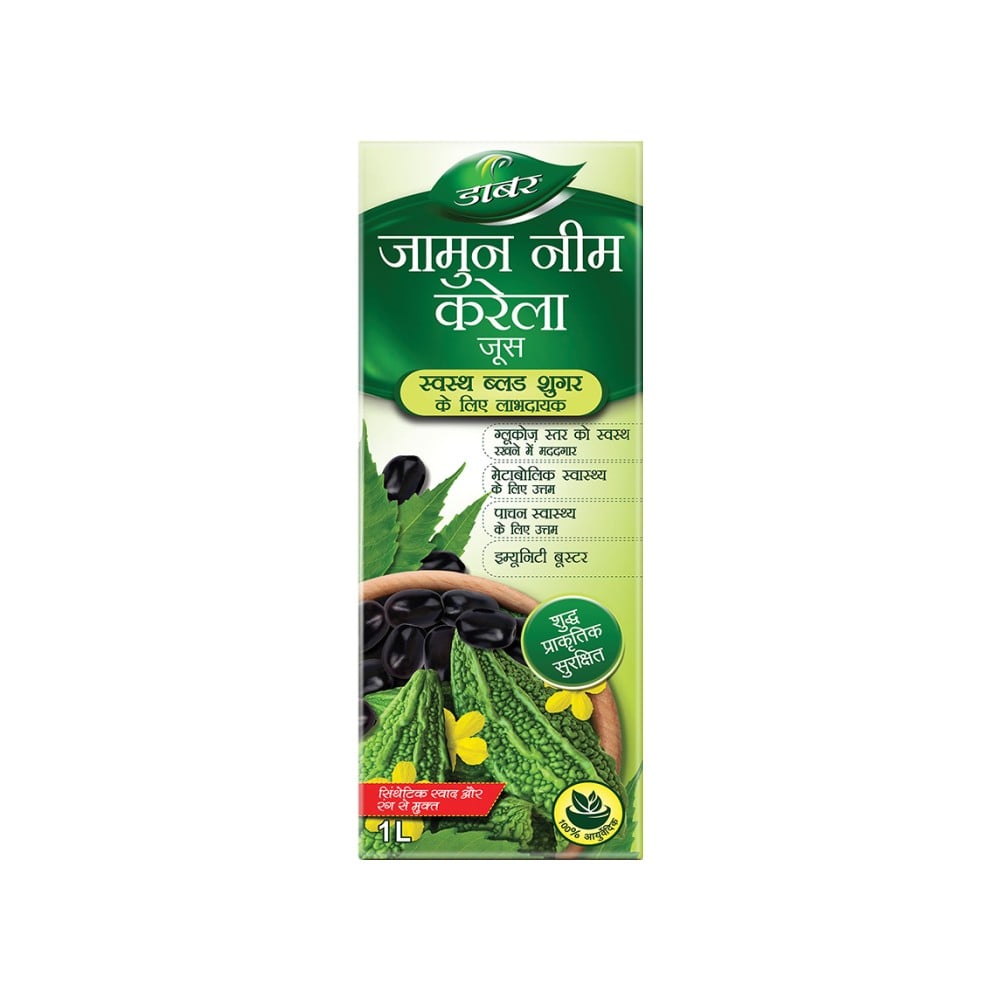 डाबर
जामुन नीम
करेला
जूस
स्वस्थ ब्लड शुगर
के लिए लाभदायक
ग्लूकोज़ स्तर को स्वस्थ
रखने में मददगार
मेटाबोलिक स्वास्थ्य
के लिए उत्तम
पाचन स्वास्थ्य
के लिए उत्तम
इम्यूनिटी बूस्टर
शुद्ध
प्राकृतिक
सुरक्षित
सिंथेटिक स्वाद और
रंग से मुक्त
1L
100% आयुर्वेदिक